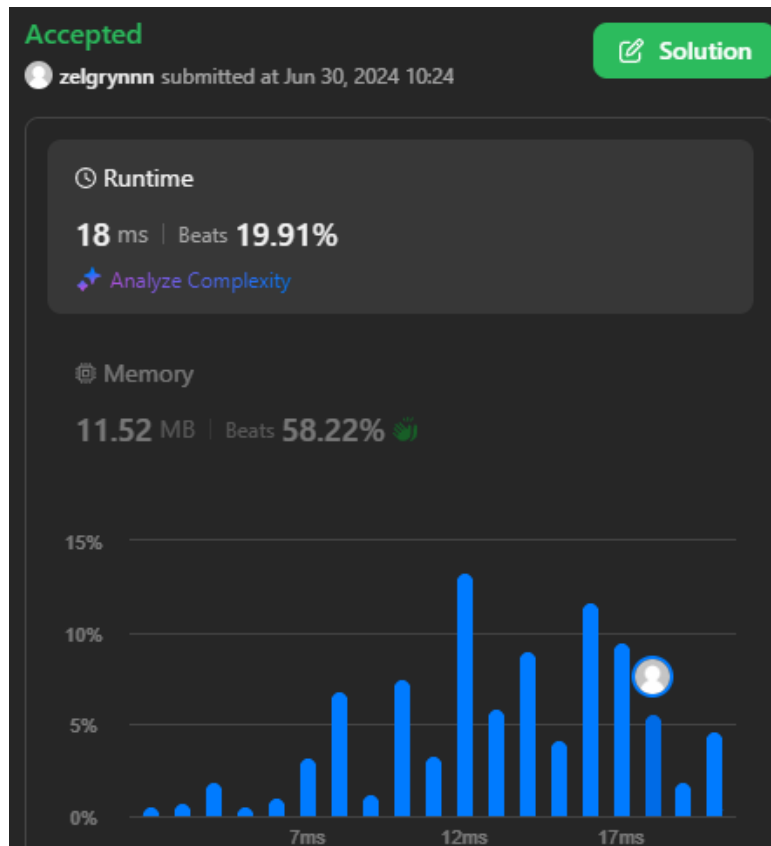 Accepted
Solution
zelgrynnn submitted at Jun 30, 2024 10:24
Runtime
18 ms | Beats 19.91%
Analyze Complexity
Memory
11.52 MB | Beats 58.22%
15%
10%
5%
0%
7ms 12ms 17ms